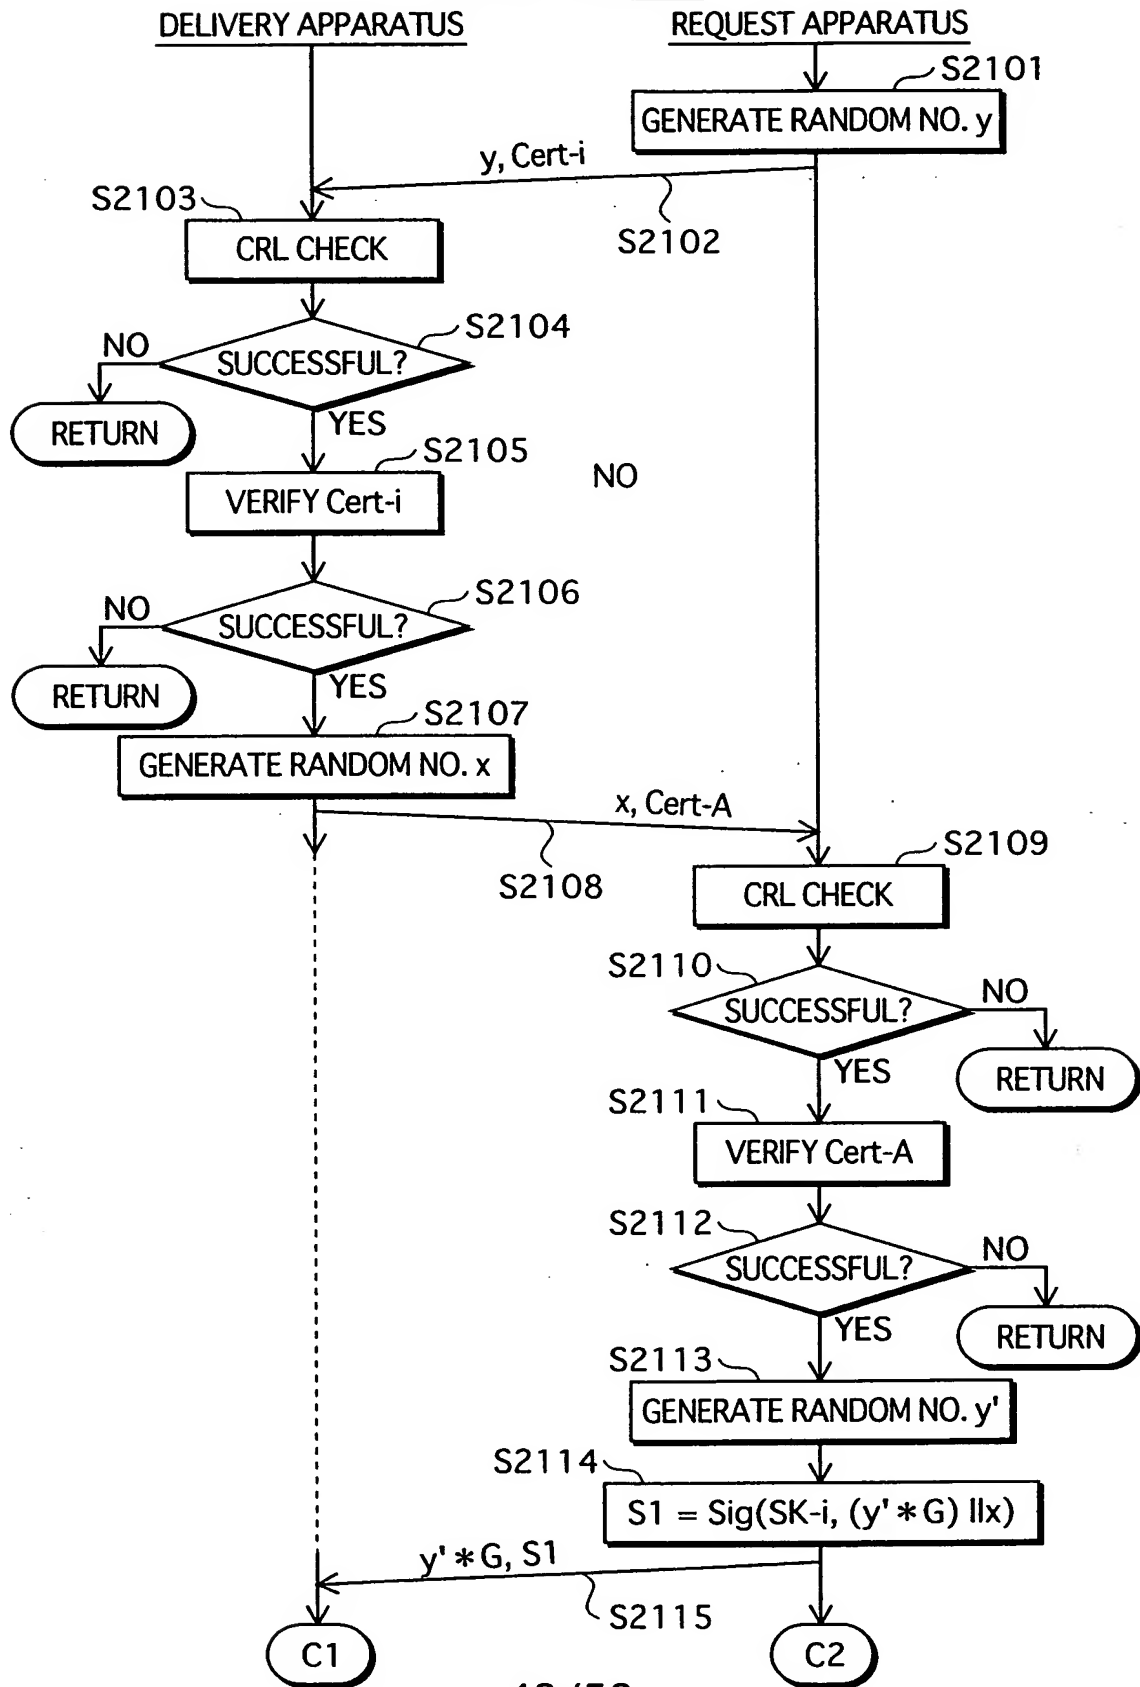 DELIVERY APPARATUS
REQUEST APPARATUS
S2101
GENERATE RANDOM NO. y
y, Cert-i
S2102
S2103
CRL CHECK
S2104
SUCCESSFUL?
NO
RETURN
YES
S2105
VERIFY Cert-i
NO
S2106
SUCCESSFUL?
NO
RETURN
YES
S2107
GENERATE RANDOM NO. x
x, Cert-A
S2108
S2109
CRL CHECK
S2110
SUCCESSFUL?
NO
RETURN
YES
S2111
VERIFY Cert-A
S2112
SUCCESSFUL?
NO
RETURN
YES
S2113
GENERATE RANDOM NO. y'
S2114
S1 = Sig(SK-i, (y' * G) llx)
y' * G, S1
S2115
C1
C2